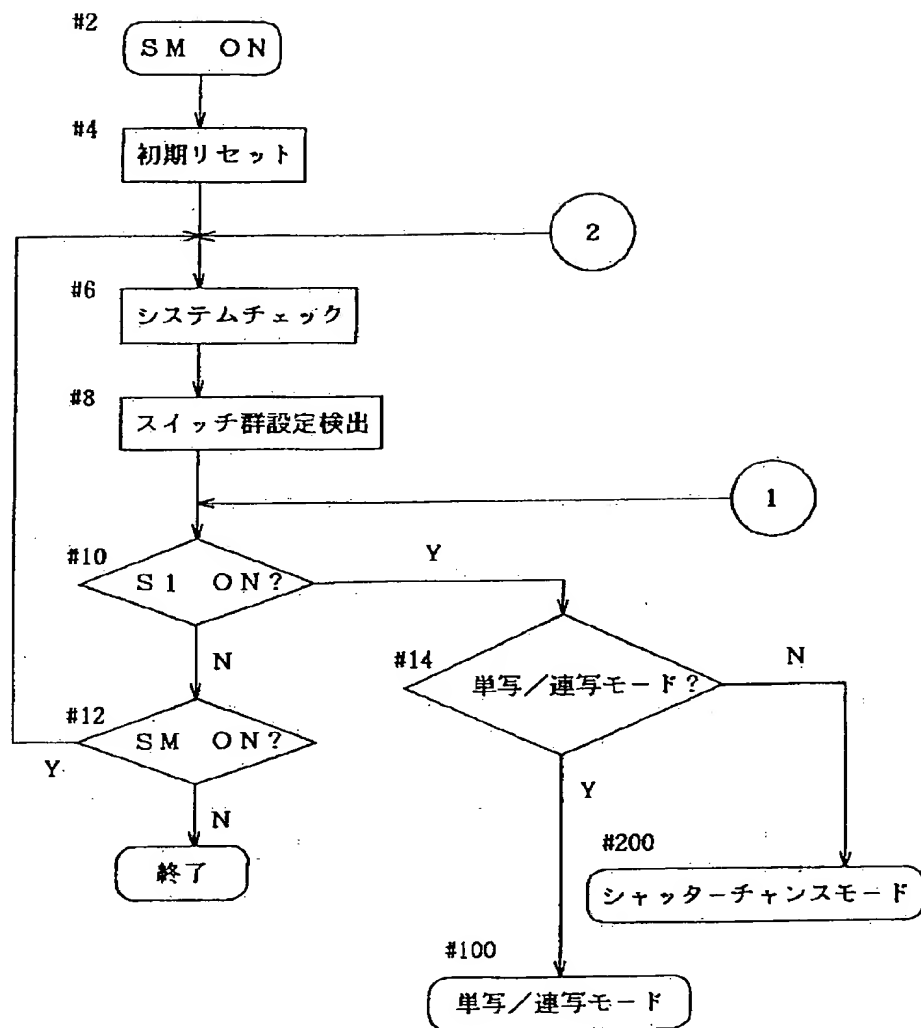 #2
SM ON
#4
初期リセット
2
#6
システムチェック
#8
スイッチ群設定検出
1
#10
S1 ON?
Y
N
#14
単写/連写モード?
N
#12
SM ON?
Y
Y
N
終了
#200
シャッターチャンスモード
#100
単写/連写モード